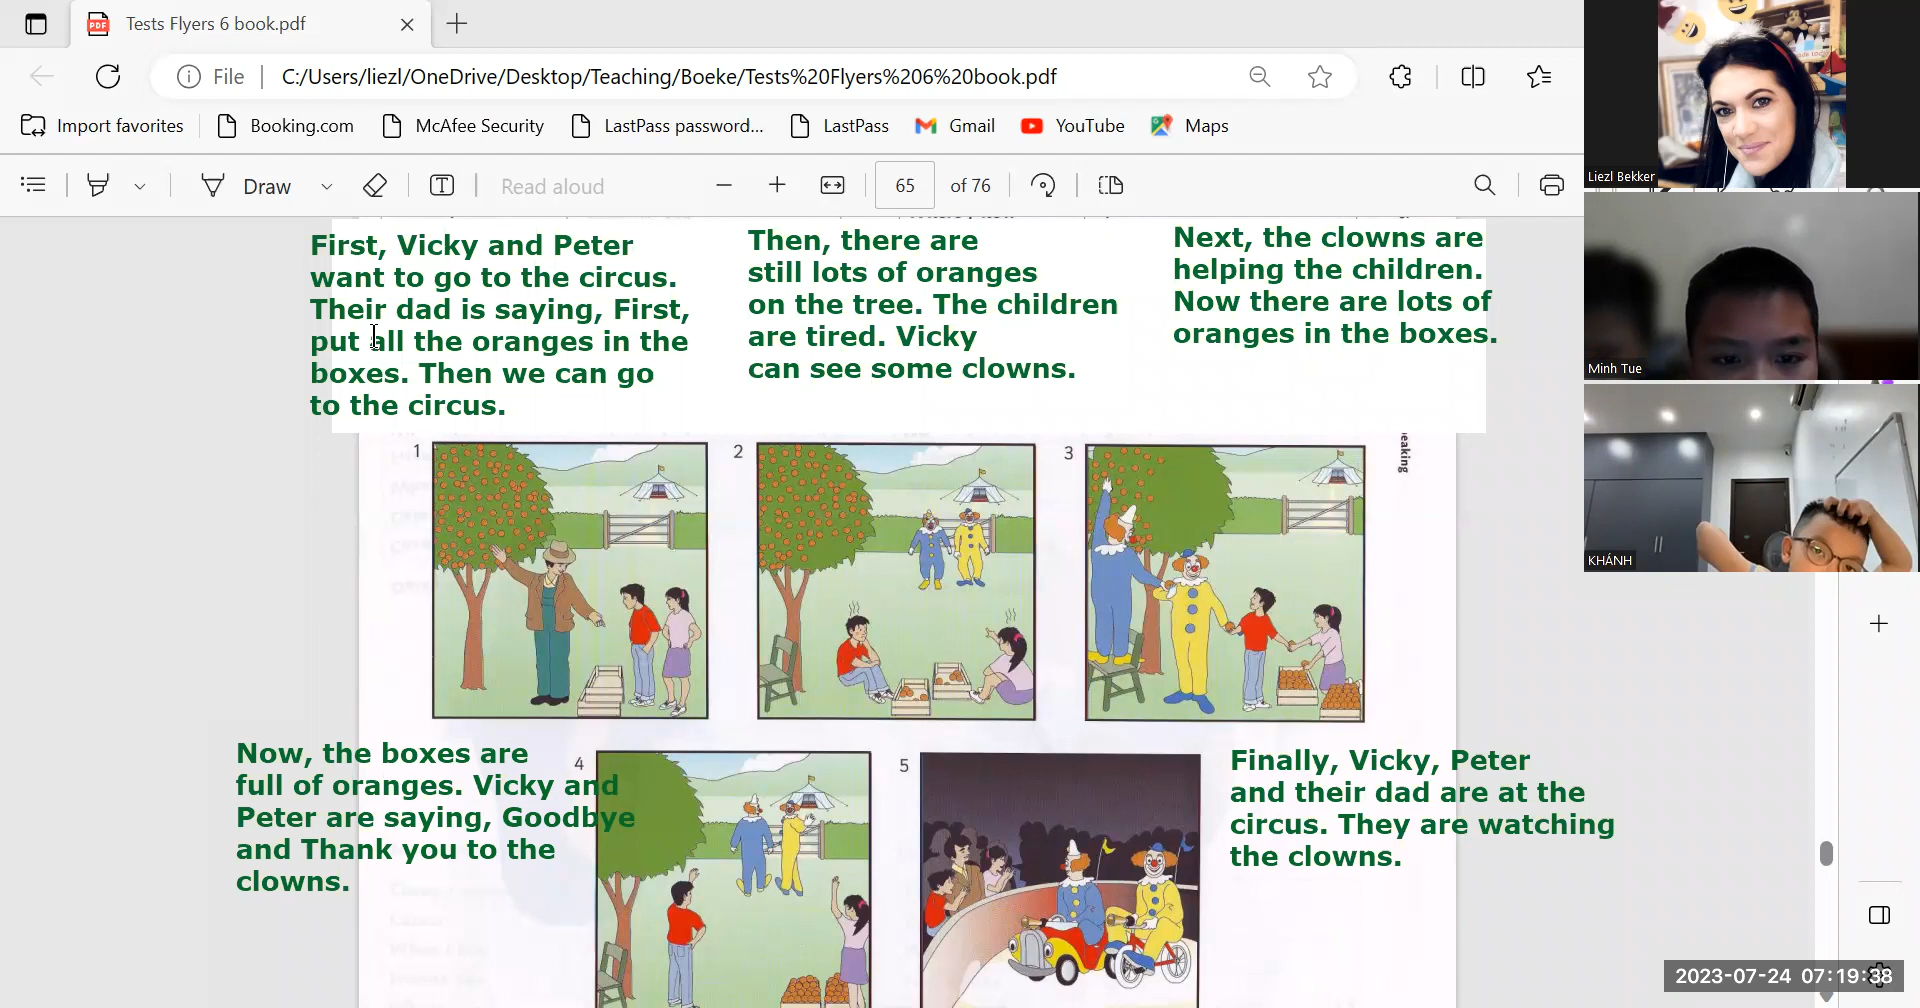 Tests Flyers 6 book.pdf
File
C:/Users/liezl/OneDrive/Desktop/Teaching/Boeke/Tests%20Flyers%206%20book.pdf
Import favorites
Booking.com
McAfee Security
LastPass password...
LastPass
Gmail
YouTube
Maps
Draw
Read aloud
65
of 76
Liezl Bekker
Minh Tue
KHÁNH
First, Vicky and Peter
want to go to the circus.
Their dad is saying, First,
put all the oranges in the
boxes. Then we can go
to the circus.
Then, there are
still lots of oranges
on the tree. The children
are tired. Vicky
can see some clowns.
Next, the clowns are
helping the children.
Now there are lots of
oranges in the boxes.
1
2
3
eaking
Now, the boxes are
full of oranges. Vicky and
Peter are saying, Goodbye
and Thank you to the
clowns.
4
5
Finally, Vicky, Peter
and their dad are at the
circus. They are watching
the clowns.
2023-07-24 07:19:38